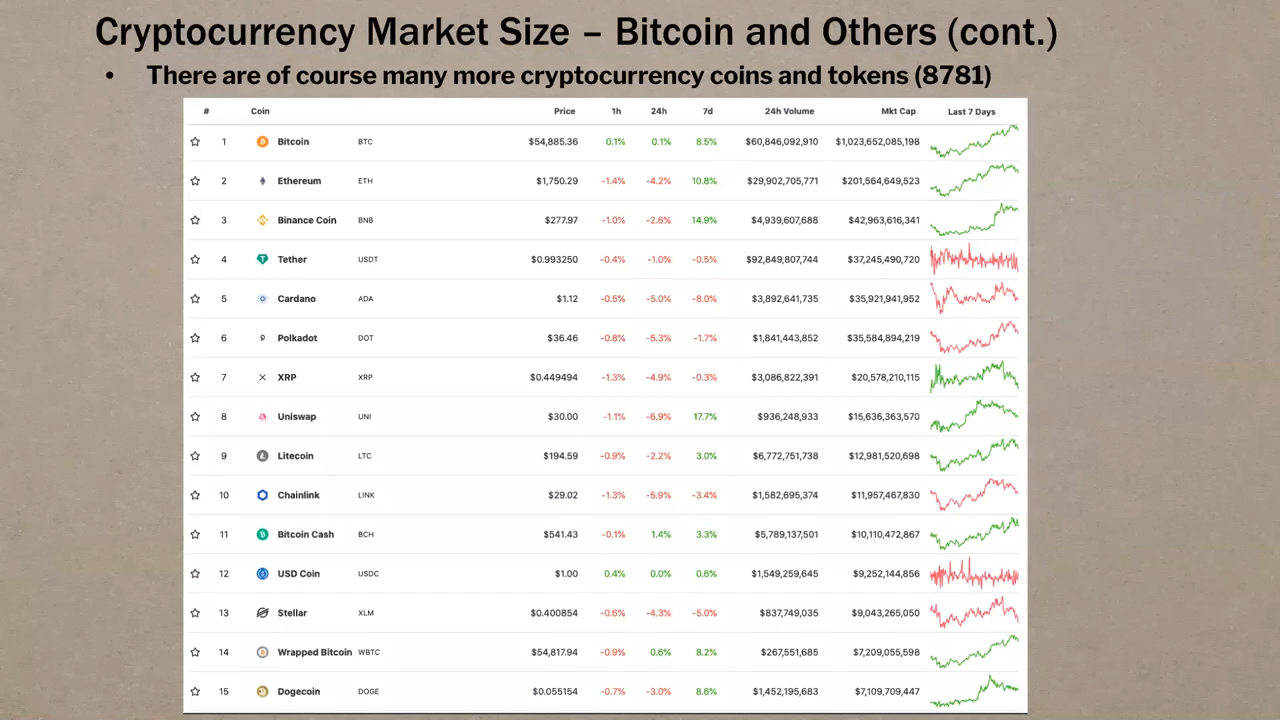 Cryptocurrency Market Size – Bitcoin and Others (cont.)
• There are of course many more cryptocurrency coins and tokens (8781)
# Coin Price 1h 24h 7d 24h Volume Mkt Cap Last 7 Days
1 Bitcoin BTC $54,885.36 0.1% 0.1% 8.5% $60,846,092,910 $1,023,652,085,198
2 Ethereum ETH $1,750.29 -1.4% -4.2% 10.8% $29,902,705,771 $201,564,649,523
3 Binance Coin BNB $277.97 -1.0% -2.6% 14.9% $4,939,607,688 $42,963,616,341
4 Tether USDT $0.993250 -0.4% -1.0% -0.5% $92,849,807,744 $37,245,490,720
5 Cardano ADA $1.12 -0.5% -5.0% -8.0% $3,892,641,735 $35,921,941,952
6 Polkadot DOT $36.46 -0.8% -5.3% -1.7% $1,841,443,852 $35,584,894,219
7 XRP XRP $0.449494 -1.3% -4.9% -0.3% $3,086,822,391 $20,578,210,115
8 Uniswap UNI $30.00 -1.1% -6.9% 17.7% $936,248,933 $15,636,363,570
9 Litecoin LTC $194.59 -0.9% -2.2% 3.0% $6,772,751,738 $12,981,520,698
10 Chainlink LINK $29.02 -1.3% -5.9% -3.4% $1,582,695,374 $11,957,467,830
11 Bitcoin Cash BCH $541.43 -0.1% 1.4% 3.3% $5,789,137,501 $10,110,472,867
12 USD Coin USDC $1.00 0.4% 0.0% 0.6% $1,549,259,645 $9,252,144,856
13 Stellar XLM $0.400854 -0.6% -4.3% -5.0% $837,749,035 $9,043,265,050
14 Wrapped Bitcoin WBTC $54,817.94 -0.9% 0.6% 8.2% $267,551,685 $7,209,055,598
15 Dogecoin DOGE $0.055154 -0.7% -3.0% 8.6% $1,452,195,683 $7,109,709,447